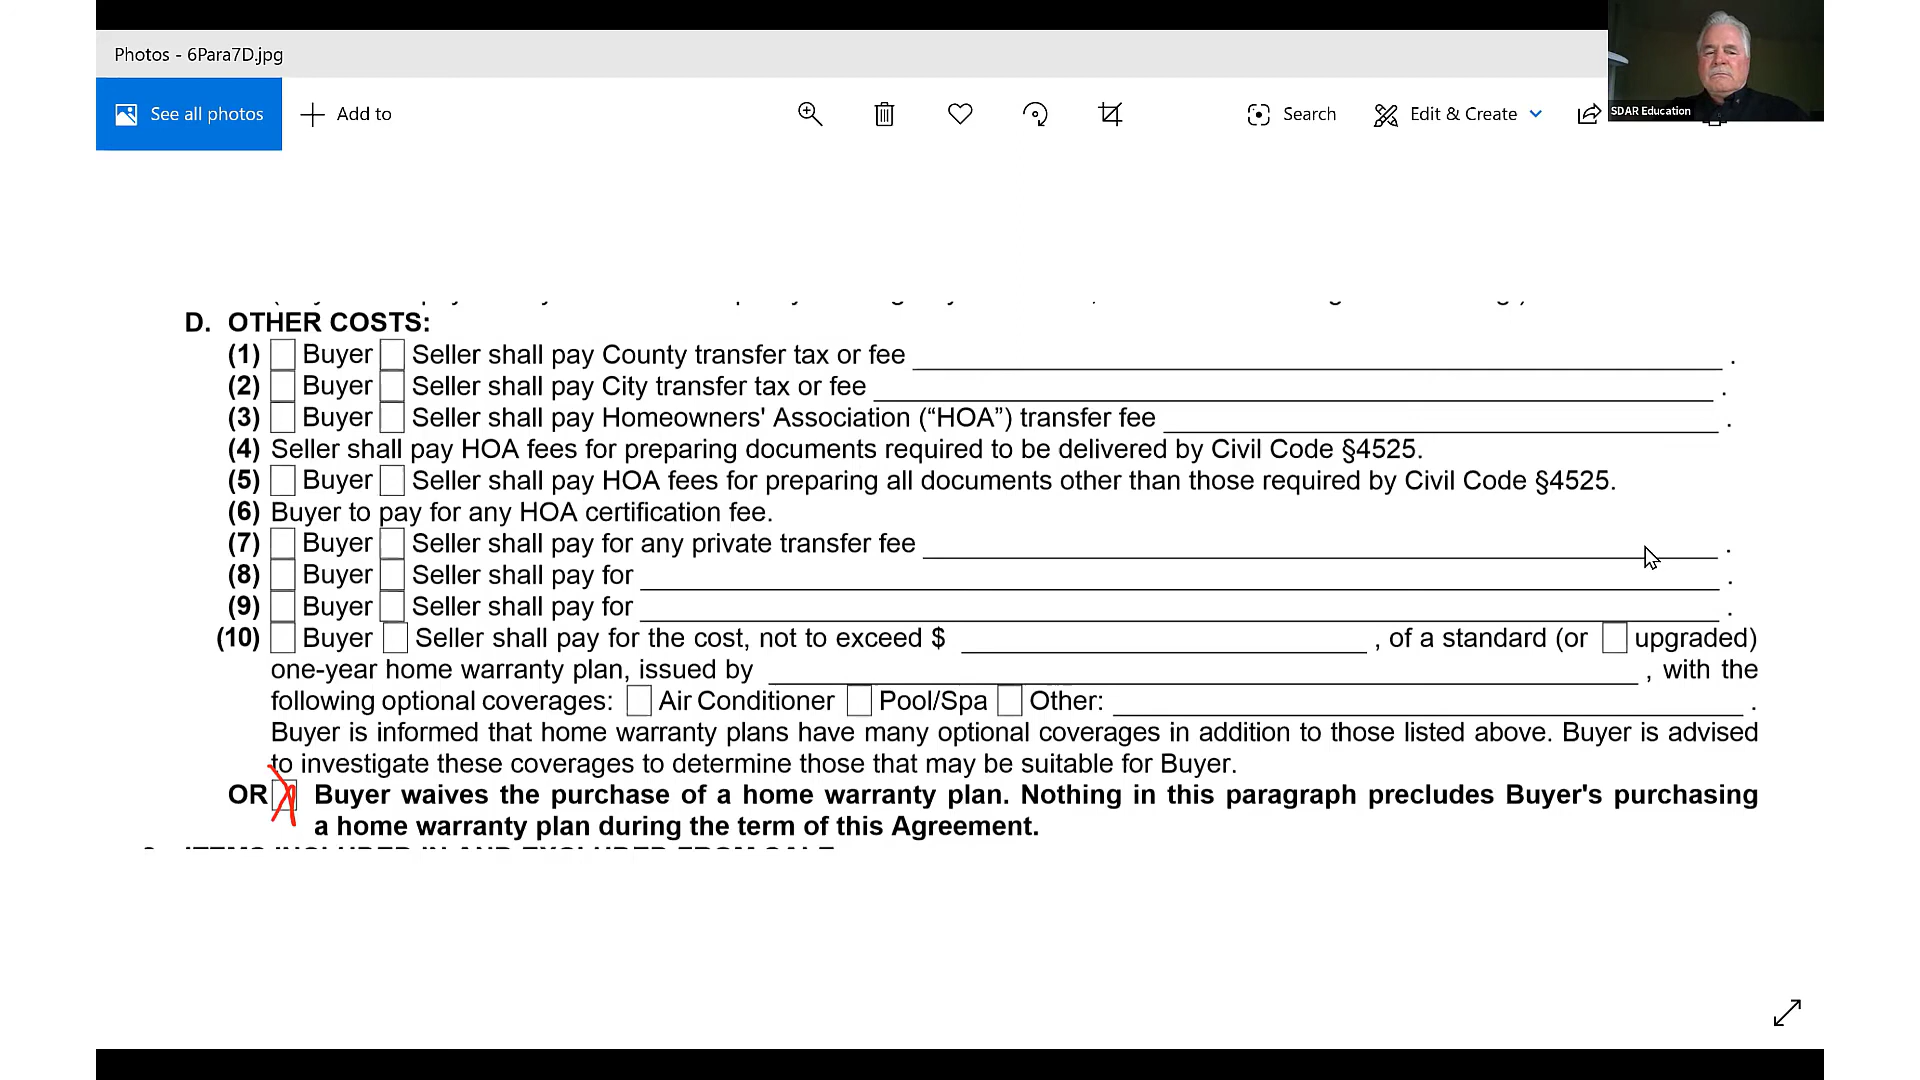 Photos - 6Para7D.jpg
SDAR Education
See all photos
Add to
Search
Edit & Create
D. OTHER COSTS:
(1) Buyer Seller shall pay County transfer tax or fee .
(2) Buyer Seller shall pay City transfer tax or fee .
(3) Buyer Seller shall pay Homeowners' Association (“HOA”) transfer fee .
(4) Seller shall pay HOA fees for preparing documents required to be delivered by Civil Code §4525.
(5) Buyer Seller shall pay HOA fees for preparing all documents other than those required by Civil Code §4525.
(6) Buyer to pay for any HOA certification fee.
(7) Buyer Seller shall pay for any private transfer fee .
(8) Buyer Seller shall pay for .
(9) Buyer Seller shall pay for .
(10) Buyer Seller shall pay for the cost, not to exceed $ , of a standard (or upgraded)
one-year home warranty plan, issued by , with the
following optional coverages: Air Conditioner Pool/Spa Other: .
Buyer is informed that home warranty plans have many optional coverages in addition to those listed above. Buyer is advised
to investigate these coverages to determine those that may be suitable for Buyer.
OR Buyer waives the purchase of a home warranty plan. Nothing in this paragraph precludes Buyer's purchasing
a home warranty plan during the term of this Agreement.